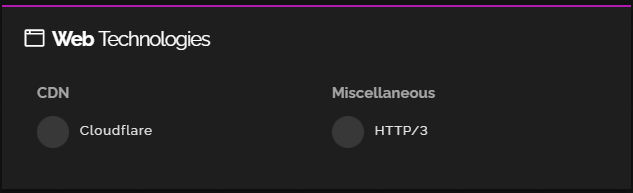 Web Technologies
CDN
Miscellaneous
Cloudflare
HTTP/3